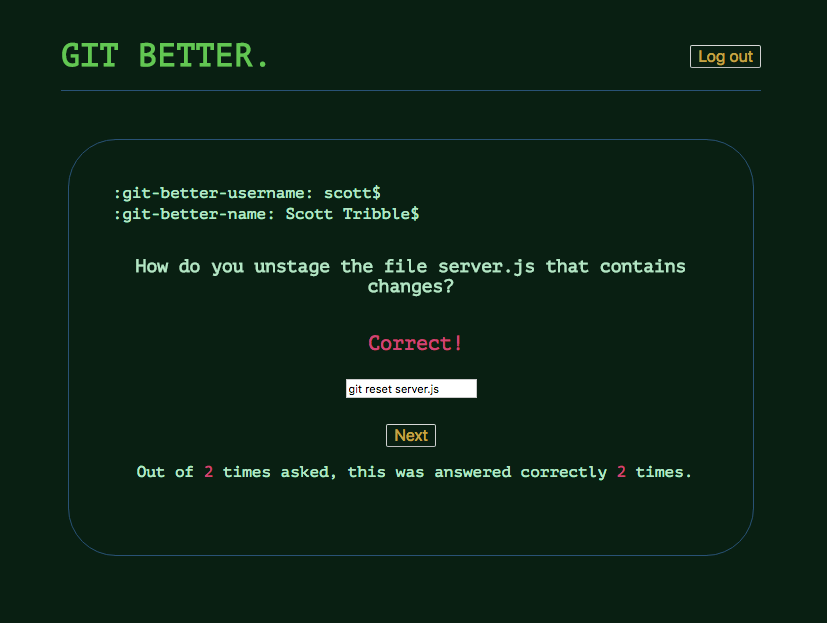 GIT BETTER.
Log out
:git-better-username: scott$
:git-better-name: Scott Tribble$
How do you unstage the file server.js that contains
changes?
Correct!
git reset server.js
Next
Out of 2 times asked, this was answered correctly 2 times.